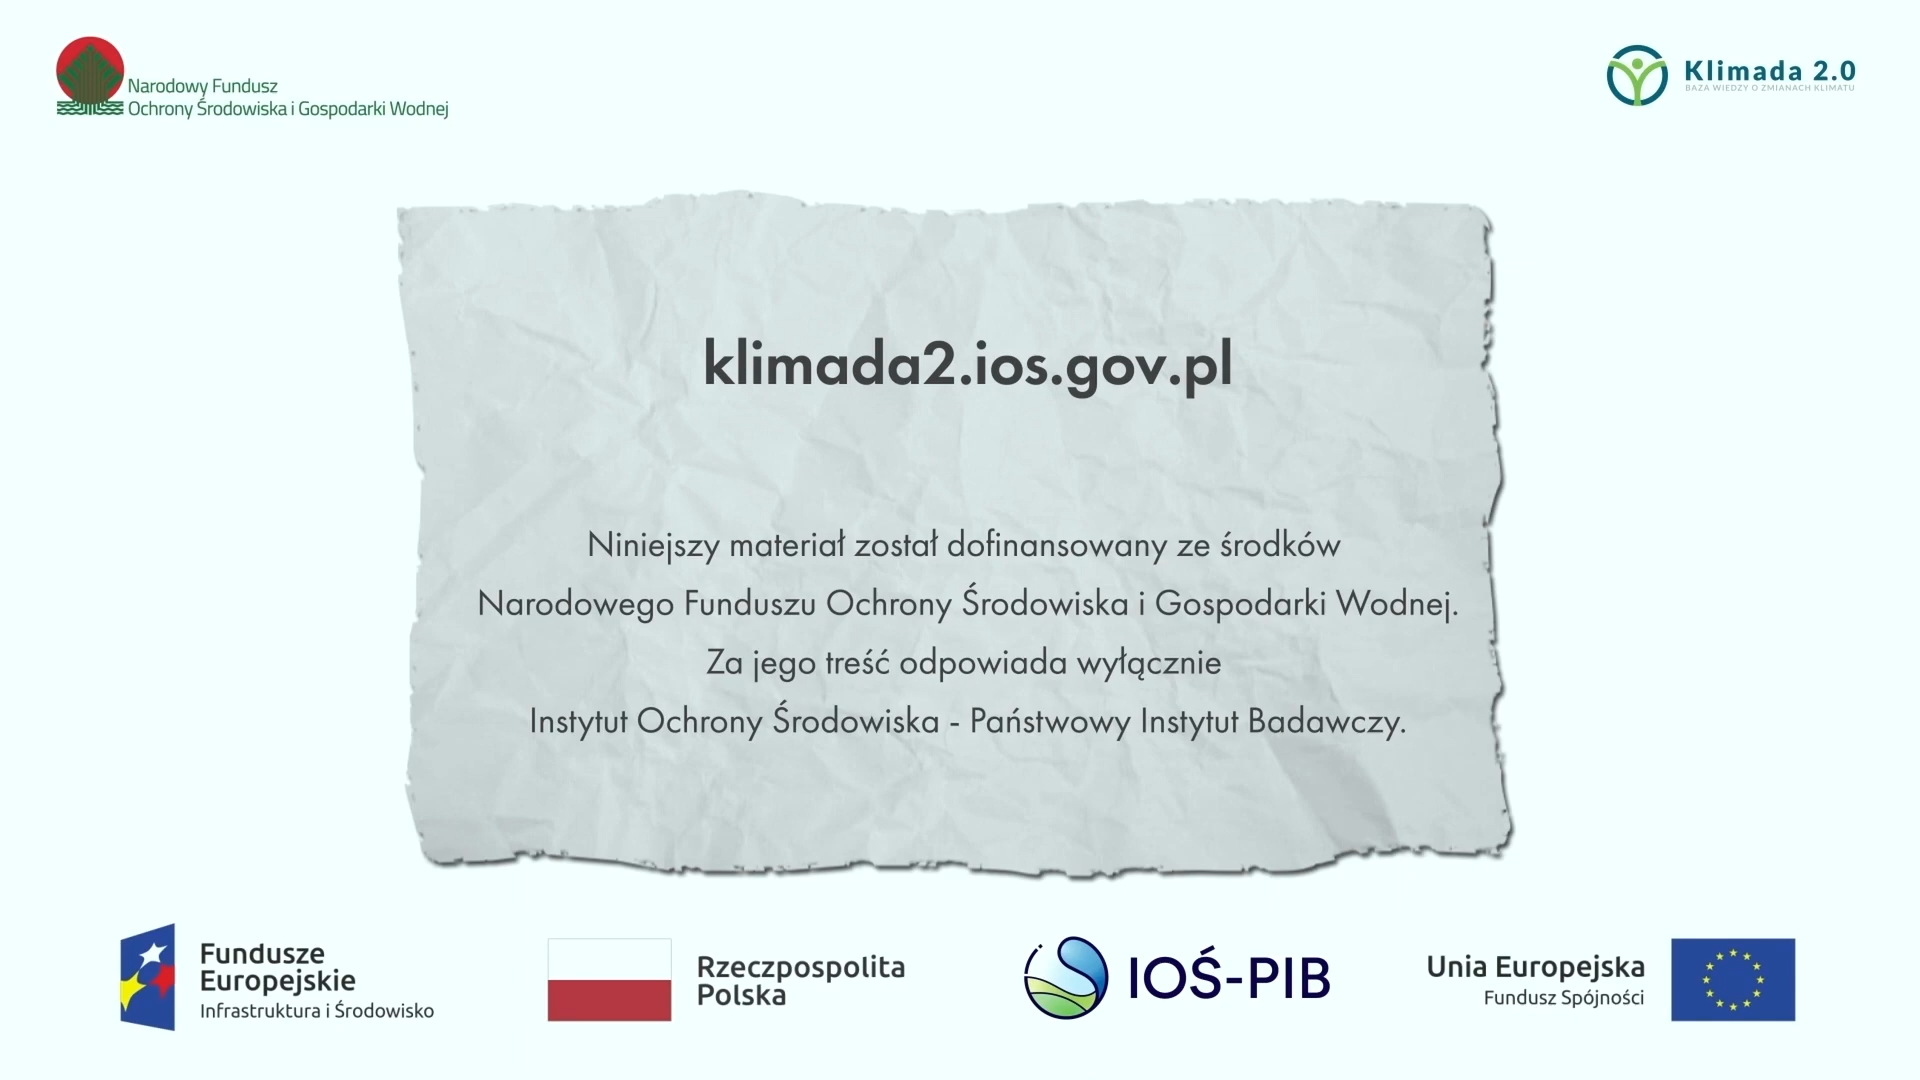 Narodowy Fundusz
Ochrony Środowiska i Gospodarki Wodnej
Klimada 2.0
BAZA WIEDZY O ZMIANACH KLIMATU
klimada2.ios.gov.pl
Niniejszy materiał został dofinansowany ze środków
Narodowego Funduszu Ochrony Środowiska i Gospodarki Wodnej.
Za jego treść odpowiada wyłącznie
Instytut Ochrony Środowiska - Państwowy Instytut Badawczy.
Fundusze
Europejskie
Infrastruktura i Środowisko
Rzeczpospolita
Polska
IOŚ-PIB
Unia Europejska
Fundusz Spójności